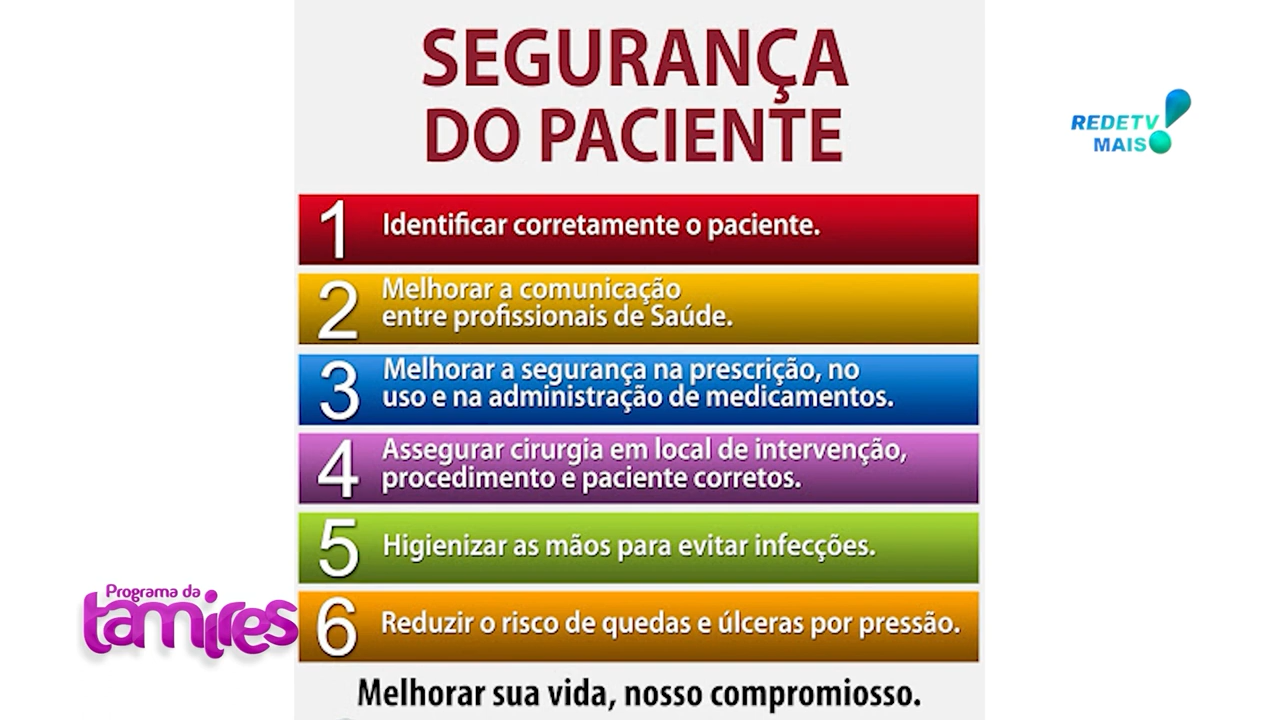 SEGURANÇA
DO PACIENTE
REDETV
MAIS!
1 Identificar corretamente o paciente.
2 Melhorar a comunicação
entre profissionais de Saúde.
3 Melhorar a segurança na prescrição, no
uso e na administração de medicamentos.
4 Assegurar cirurgia em local de intervenção,
procedimento e paciente corretos.
5 Higienizar as mãos para evitar infecções.
6 Reduzir o risco de quedas e úlceras por pressão.
Programa da
tamires
Melhorar sua vida, nosso compromiosso.